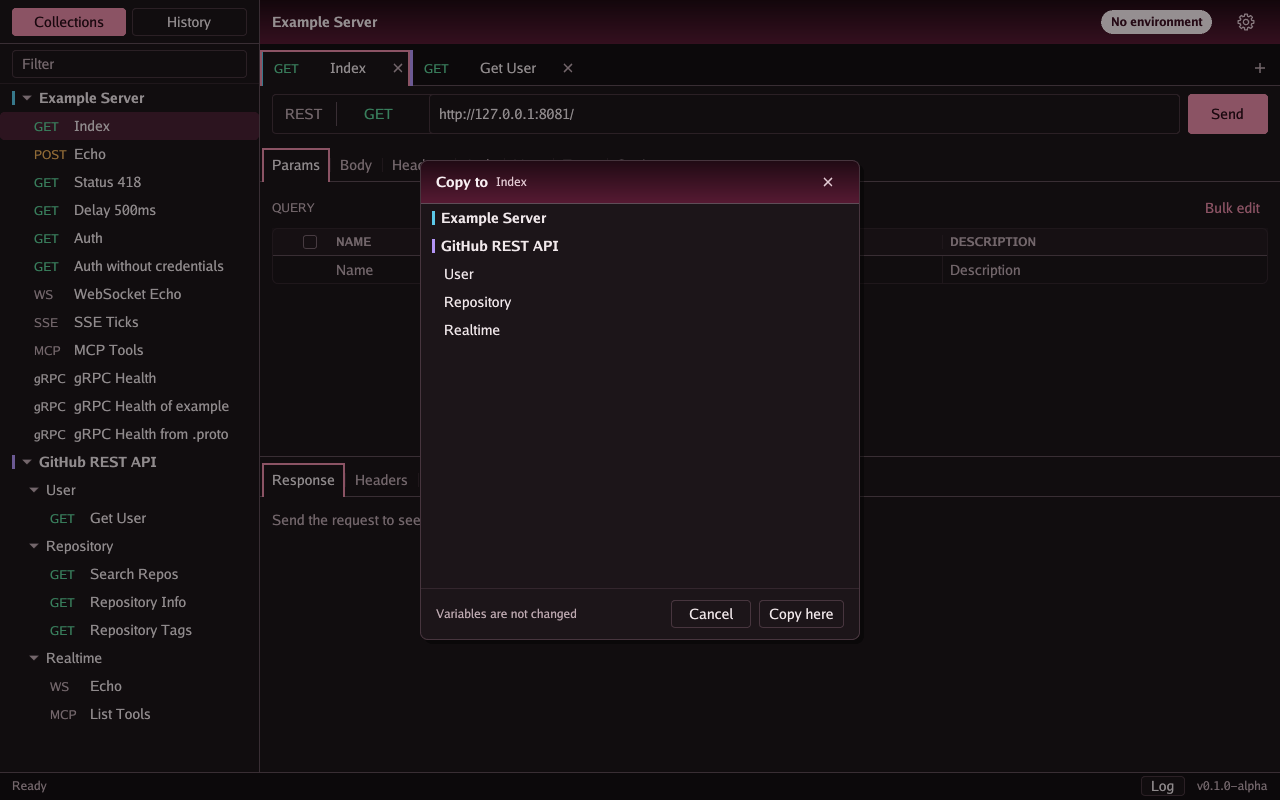 Collections
History
Example Server
No environment
Filter
GET Index
GET Get User
Example Server
GET Index
POST Echo
GET Status 418
GET Delay 500ms
GET Auth
GET Auth without credentials
WS WebSocket Echo
SSE SSE Ticks
MCP MCP Tools
gRPC gRPC Health
gRPC gRPC Health of example
gRPC gRPC Health from .proto
GitHub REST API
User
GET Get User
Repository
GET Search Repos
GET Repository Info
GET Repository Tags
Realtime
WS Echo
MCP List Tools
REST GET http://127.0.0.1:8081/
Send
Params Body
QUERY
Bulk edit
NAME DESCRIPTION
Name Description
Response Headers
Send the request to see
Copy to Index
Example Server
GitHub REST API
User
Repository
Realtime
Variables are not changed
Cancel
Copy here
Ready
Log
v0.1.0-alpha